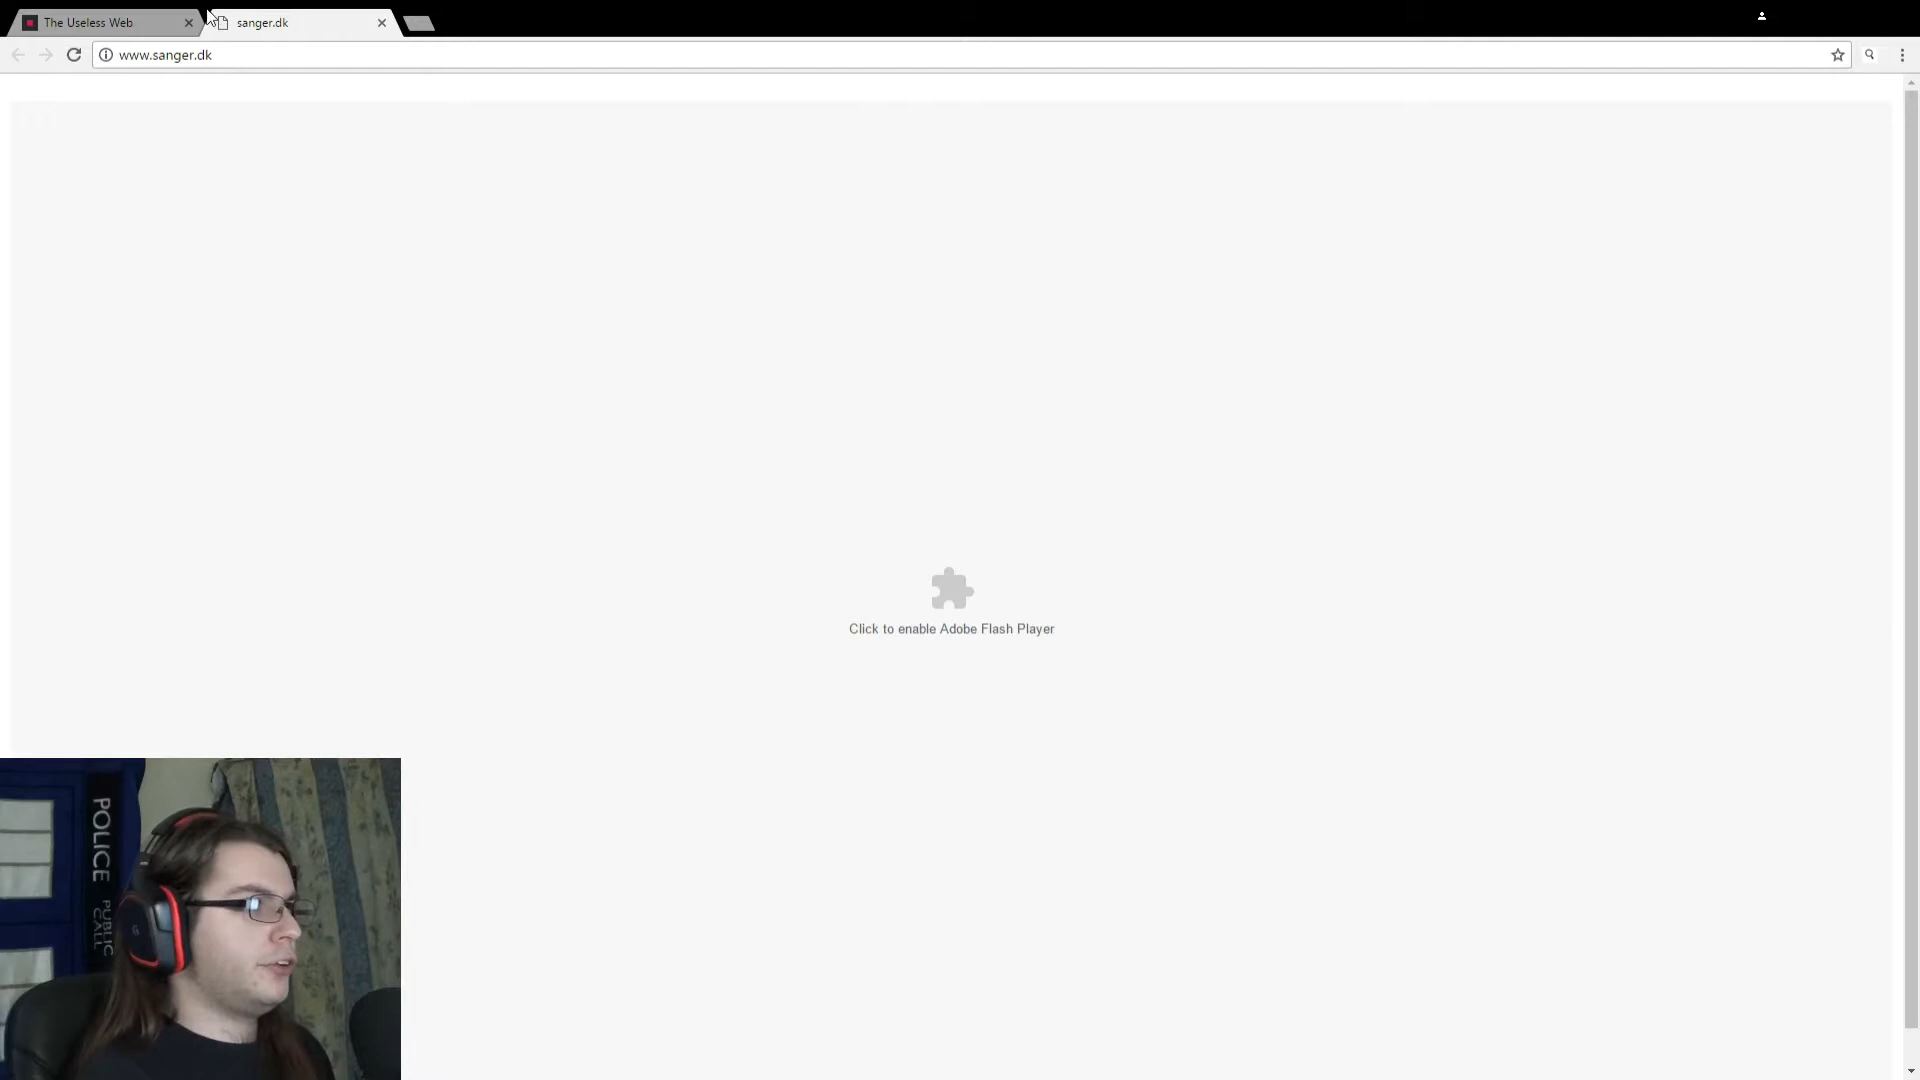 The Useless Web
sanger.dk
www.sanger.dk
Click to enable Adobe Flash Player
POLICE
PUBLIC
CALL